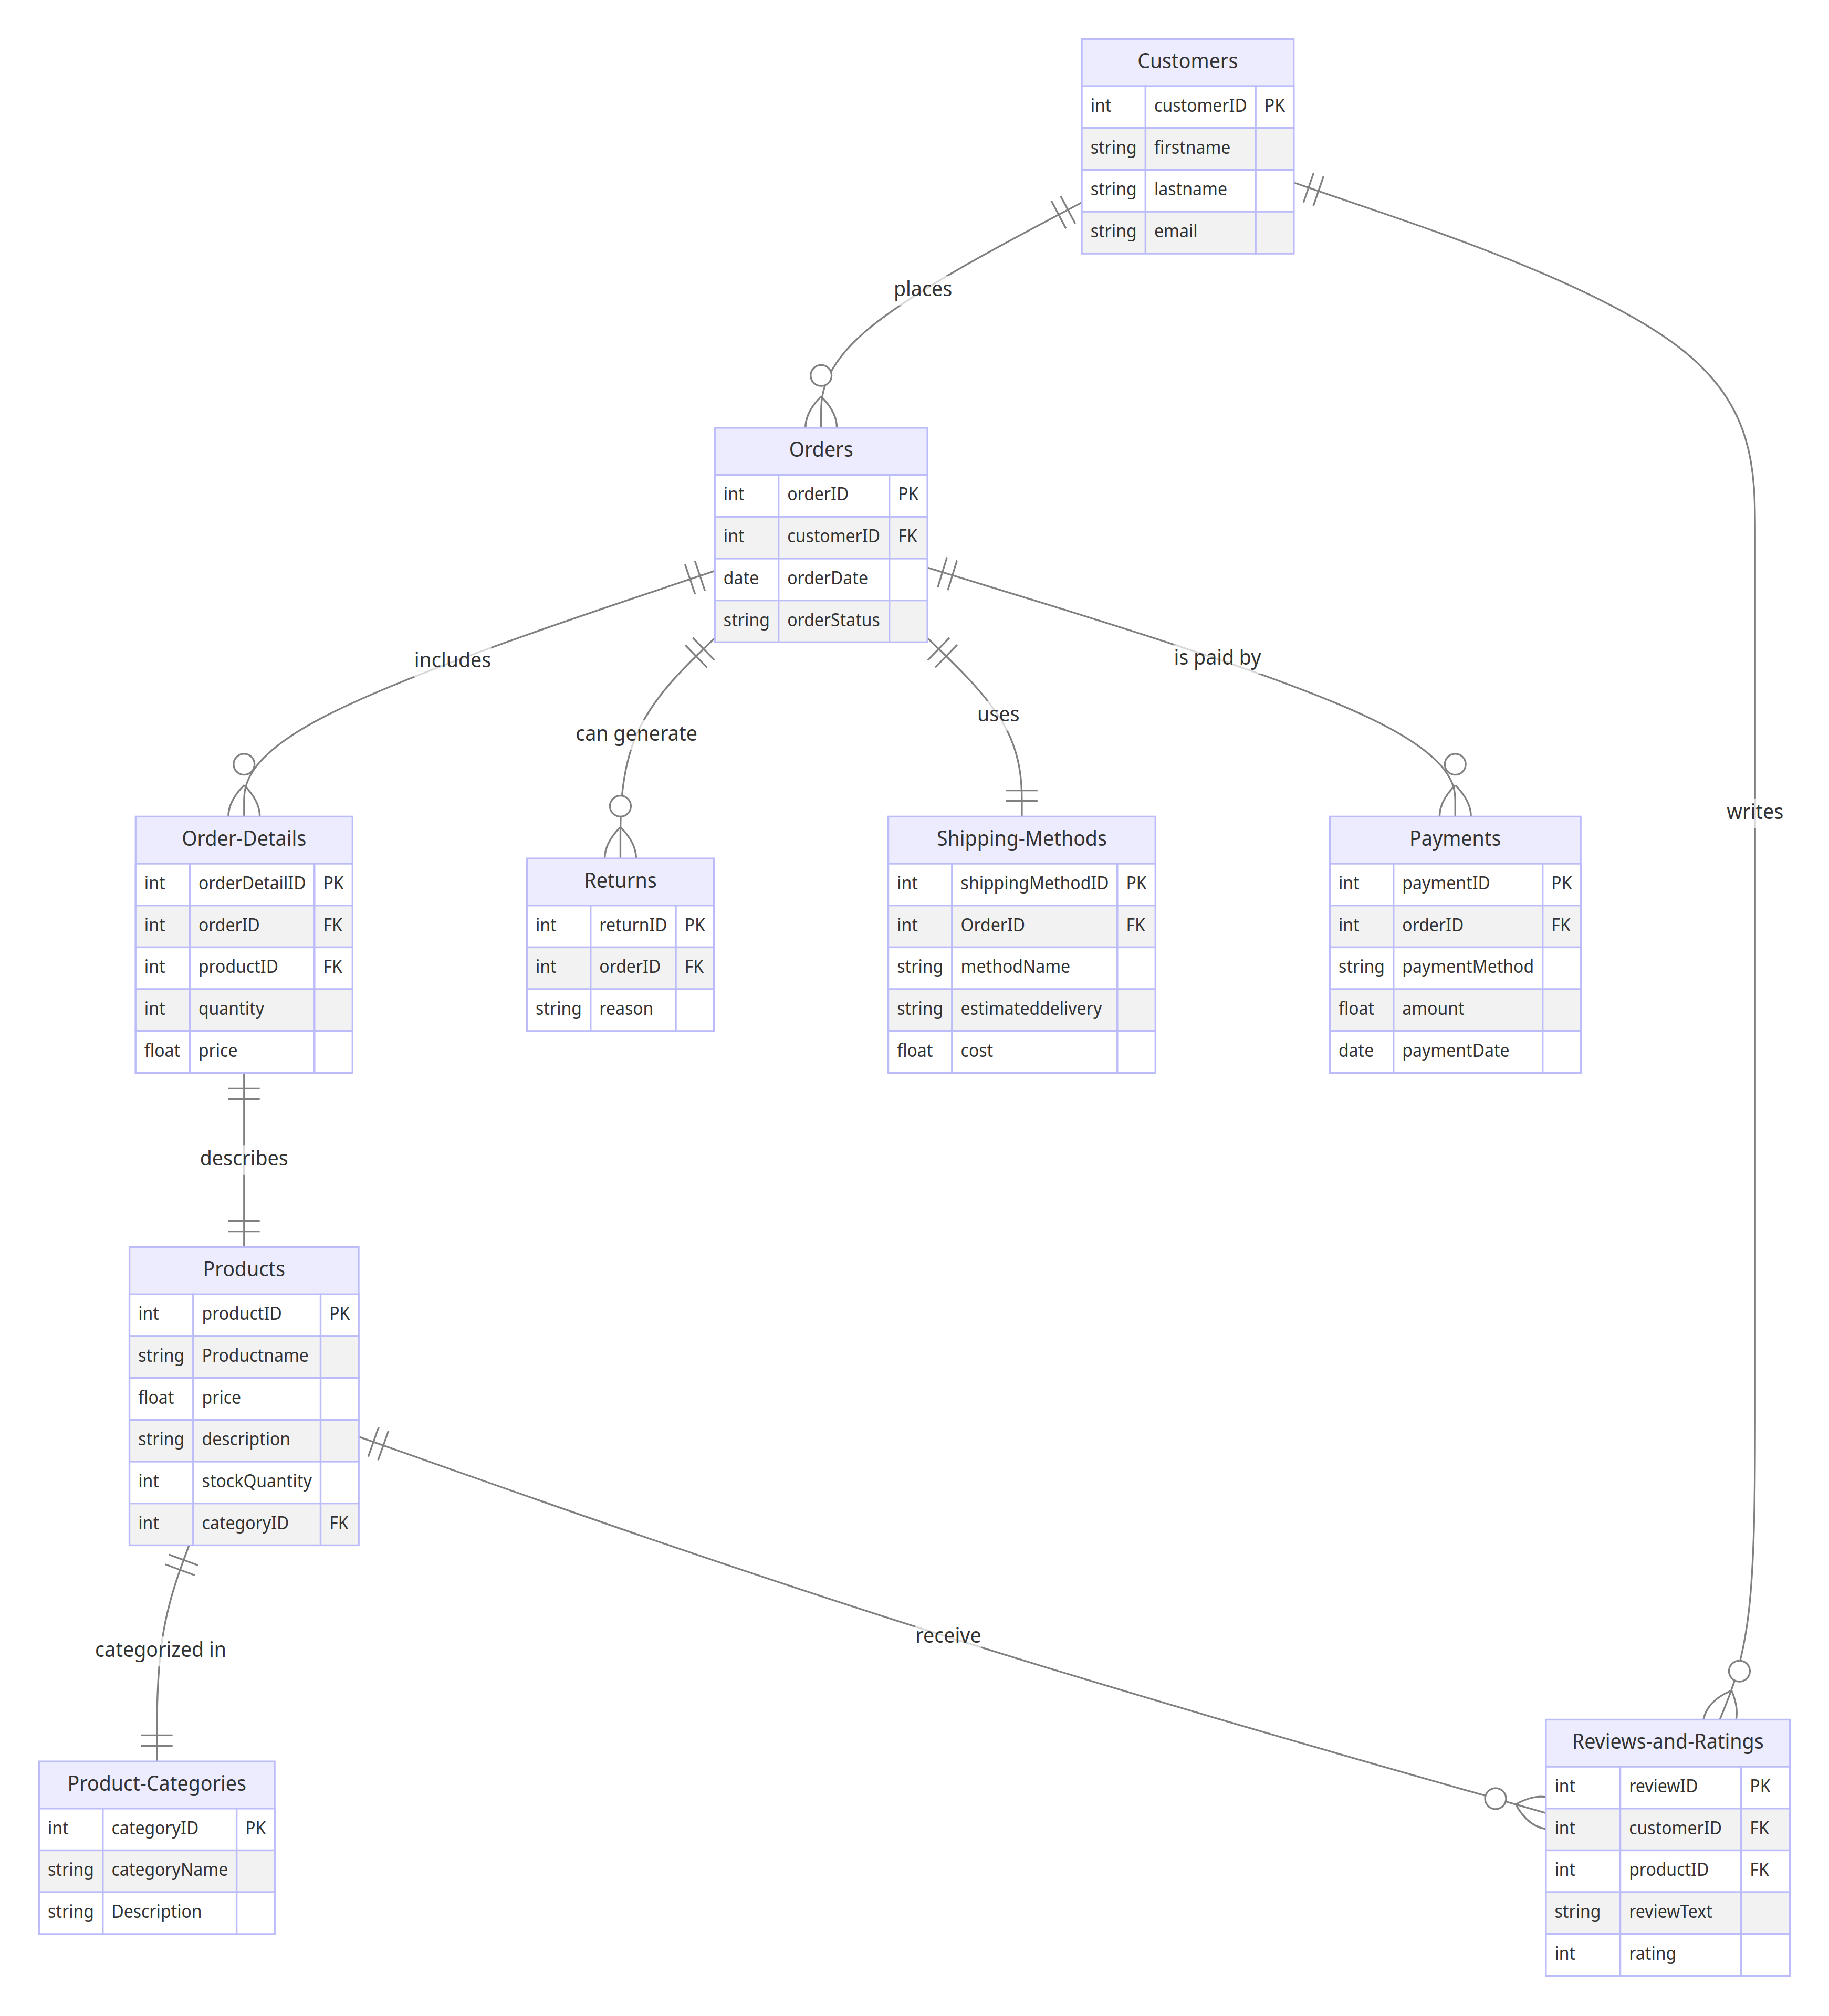 Customers
int customerID PK
string firstname
string lastname
string email
places
Orders
int orderID PK
int customerID FK
date orderDate
string orderStatus
includes
can generate
uses
is paid by
writes
Order-Details
int orderDetailID PK
int orderID FK
int productID FK
int quantity
float price
Returns
int returnID PK
int orderID FK
string reason
Shipping-Methods
int shippingMethodID PK
int OrderID FK
string methodName
string estimateddelivery
float cost
Payments
int paymentID PK
int orderID FK
string paymentMethod
float amount
date paymentDate
describes
Products
int productID PK
string Productname
float price
string description
int stockQuantity
int categoryID FK
categorized in
receive
Product-Categories
int categoryID PK
string categoryName
string Description
Reviews-and-Ratings
int reviewID PK
int customerID FK
int productID FK
string reviewText
int rating